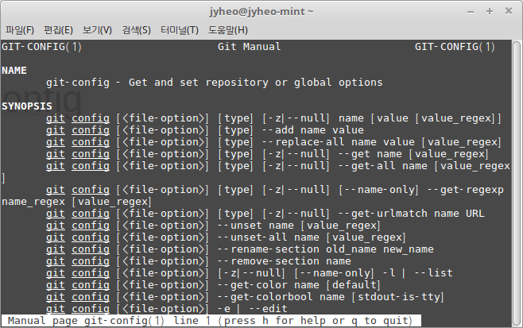 jyheo@jyheo-mint ~
파일(F) 편집(E) 보기(V) 검색(S) 터미널(T) 도움말(H)
GIT-CONFIG(1) Git Manual GIT-CONFIG(1)
NAME
git-config - Get and set repository or global options
SYNOPSIS
git config [<file-option>] [type] [-z|--null] name [value [value_regex]]
git config [<file-option>] [type] --add name value
git config [<file-option>] [type] --replace-all name value [value_regex]
git config [<file-option>] [type] [-z|--null] --get name [value_regex]
git config [<file-option>] [type] [-z|--null] --get-all name [value_regex
]
git config [<file-option>] [type] [-z|--null] [--name-only] --get-regexp
name_regex [value_regex]
git config [<file-option>] [type] [-z|--null] --get-urlmatch name URL
git config [<file-option>] --unset name [value_regex]
git config [<file-option>] --unset-all name [value_regex]
git config [<file-option>] --rename-section old_name new_name
git config [<file-option>] --remove-section name
git config [<file-option>] [-z|--null] [--name-only] -l | --list
git config [<file-option>] --get-color name [default]
git config [<file-option>] --get-colorbool name [stdout-is-tty]
git config [<file-option>] -e | --edit
Manual page git-config(1) line 1 (press h for help or q to quit)